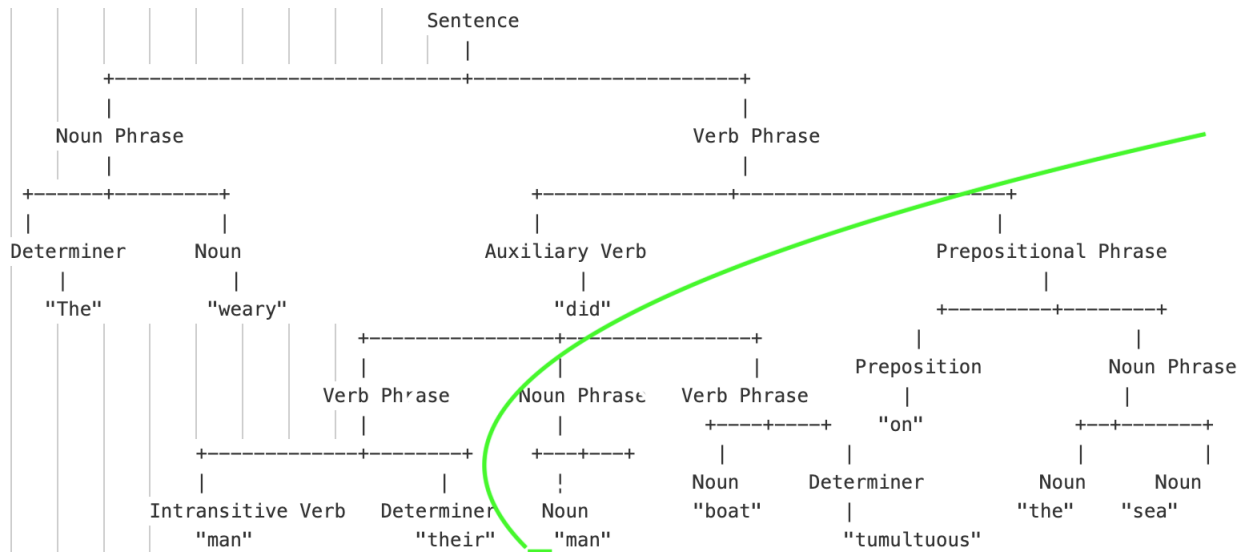 Sentence
Noun Phrase Verb Phrase
Determiner Noun Auxiliary Verb Prepositional Phrase
"The" "weary" "did"
Preposition Noun Phrase
Verb Phrase Noun Phrase Verb Phrase
"on"
Noun Determiner Noun Noun
Intransitive Verb Determiner Noun "boat" "the" "sea"
"man" "their" "man" "tumultuous"